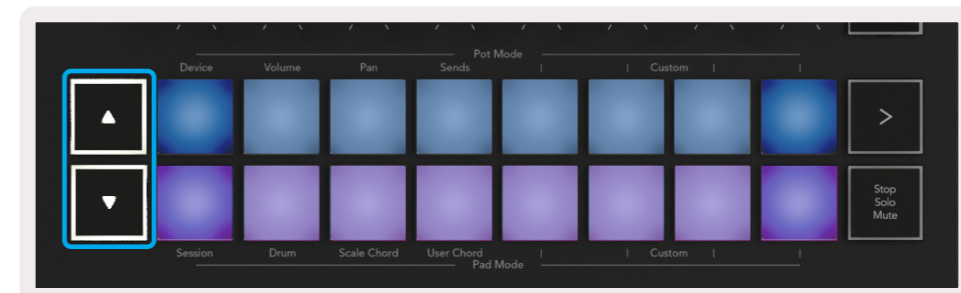 Pot Mode
Device Volume Pan Sends Custom
>
Stop
Solo
Mute
Session Drum Scale Chord User Chord Custom
Pad Mode